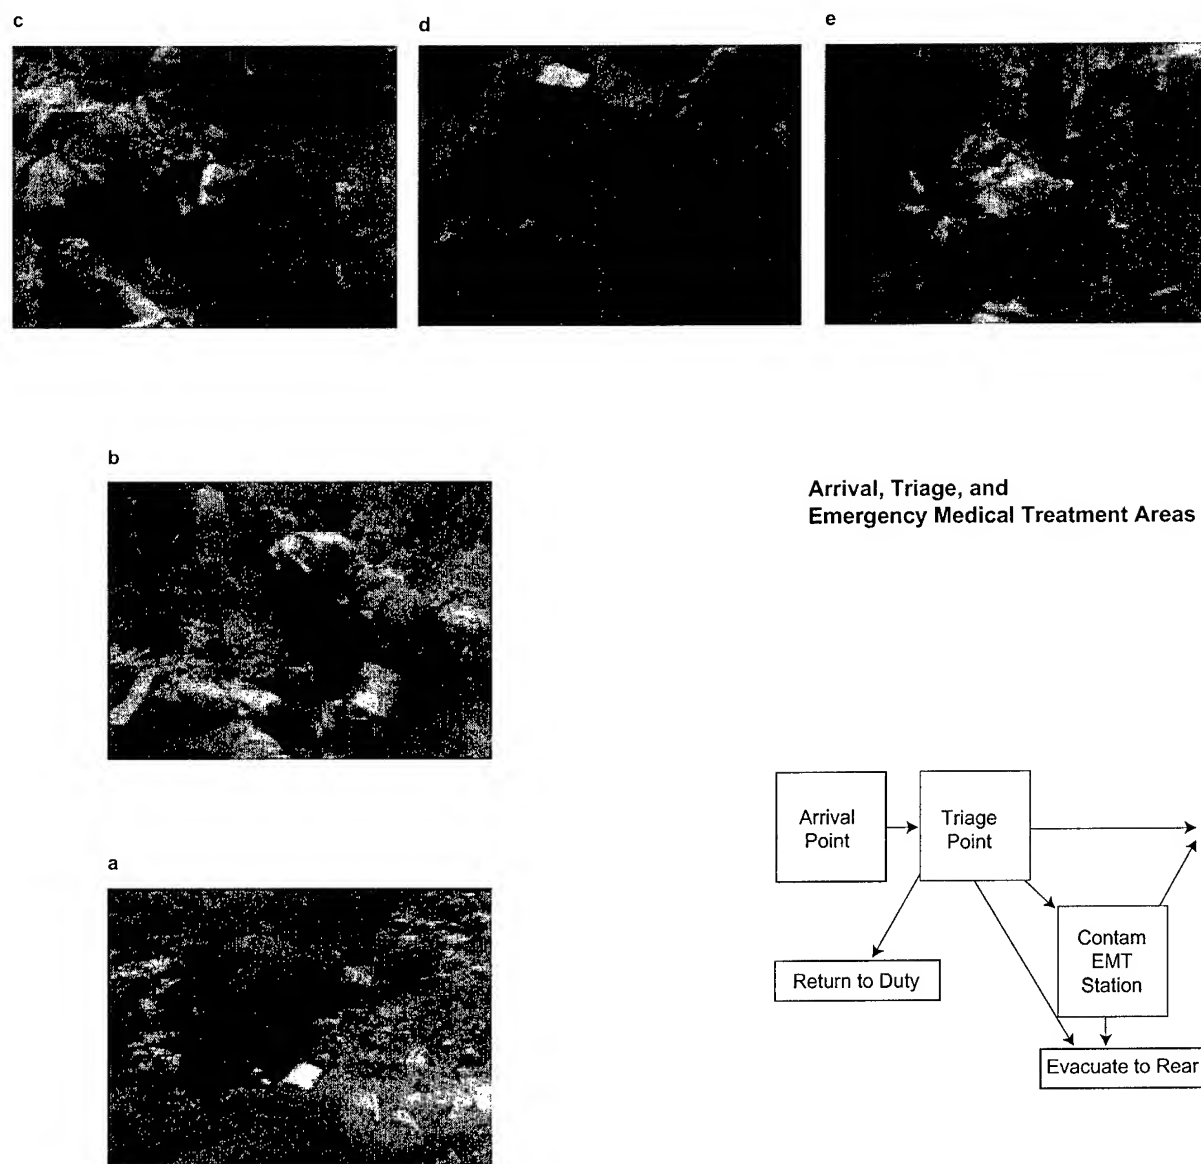 c
d
e
b
Arrival, Triage, and
Emergency Medical Treatment Areas
Arrival
Point
Triage
Point
Contam
EMT
Station
Return to Duty
Evacuate to Rear
a